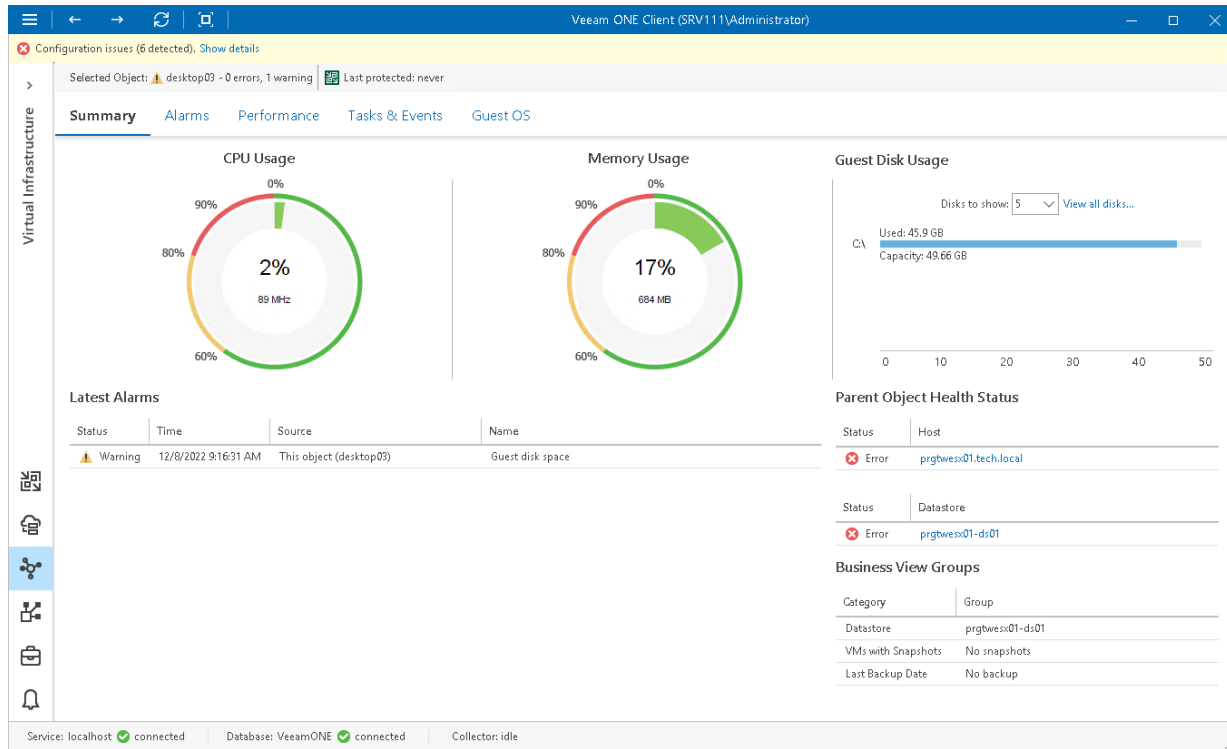 Veeam ONE Client (SRV111\Administrator)
Configuration issues (6 detected). Show details
Selected Object: desktop03 - 0 errors, 1 warning Last protected: never
Virtual Infrastructure
Summary Alarms Performance Tasks & Events Guest OS
CPU Usage
0%
90%
80%
2%
89 MHz
60%
Memory Usage
0%
90%
80%
17%
684 MB
60%
Guest Disk Usage
Disks to show: 5 View all disks...
Used: 45.9 GB
C:\
Capacity: 49.66 GB
0 10 20 30 40 50
Latest Alarms
Status Time Source Name
Warning 12/8/2022 9:16:31 AM This object (desktop03) Guest disk space
Parent Object Health Status
Status Host
Error prgtwesx01.tech.local
Status Datastore
Error prgtwesx01-ds01
Business View Groups
Category Group
Datastore prgtwesx01-ds01
VMs with Snapshots No snapshots
Last Backup Date No backup
Service: localhost connected Database: VeeamONE connected Collector: idle